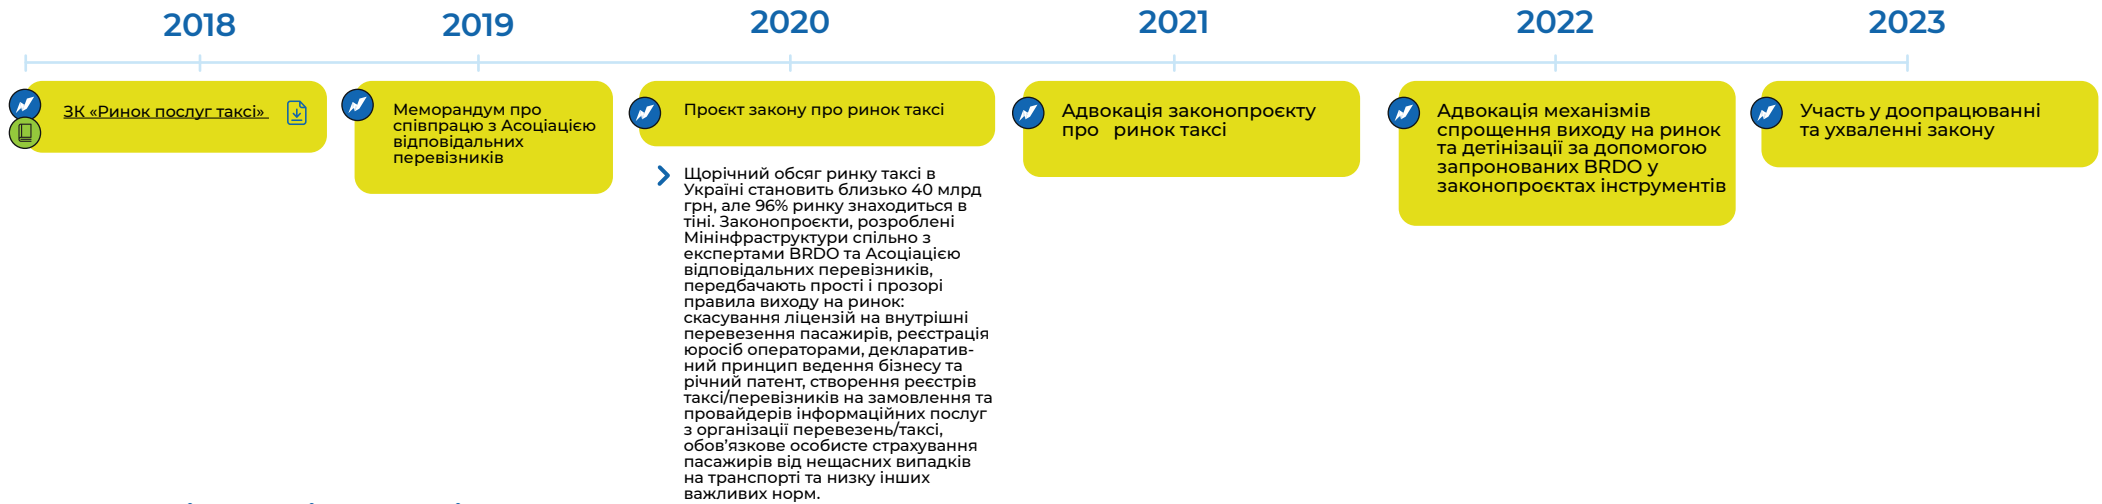 2018
2019
2020
2021
2022
2023
ЗК «Ринок послуг таксі»
Меморандум про
співпрацю з Асоціацією
відповідальних
перевізників
Проєкт закону про ринок таксі
Щорічний обсяг ринку таксі в
Україні становить близько 40 млрд
грн, але 96% ринку знаходиться в
тіні. Законопроєкти, розроблені
Мінінфраструктури спільно з
експертами BRDO та Асоціацією
відповідальних перевізників,
передбачають прості і прозорі
правила виходу на ринок:
скасування ліцензій на внутрішні
перевезення пасажирів, реєстрація
юросіб операторами, декларатив-
ний принцип ведення бізнесу та
річний патент, створення реєстрів
таксі/перевізників на замовлення та
провайдерів інформаційних послуг
з організації перевезень/таксі,
обов’язкове особисте страхування
пасажирів від нещасних випадків
на транспорті та низку інших
важливих норм.
Адвокація законопроєкту
про ринок таксі
Адвокація механізмів
спрощення виходу на ринок
та детінізації за допомогою
запронованих BRDO у
законопроєктах інструментів
Участь у доопрацюванні
та ухваленні закону